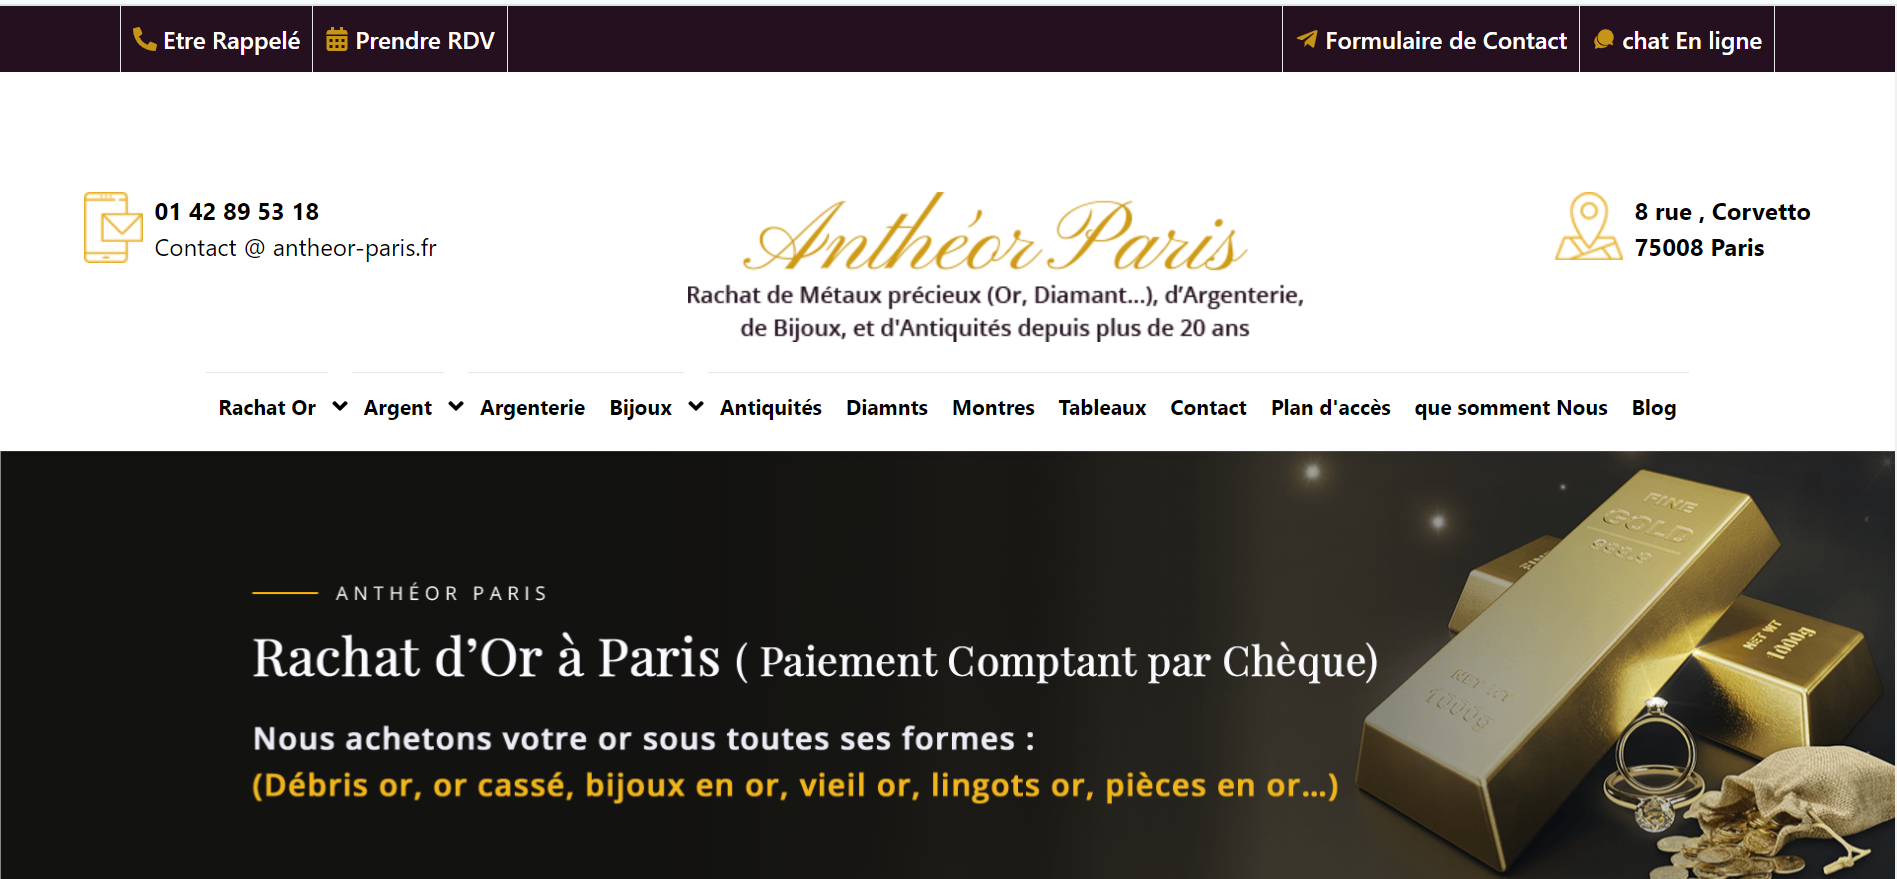 Etre Rappelé
Prendre RDV
Formulaire de Contact
chat En ligne
01 42 89 53 18
Contact @ antheor-paris.fr
Anthéor Paris
Rachat de Métaux précieux (Or, Diamant...), d’Argenterie,
de Bijoux, et d'Antiquités depuis plus de 20 ans
8 rue , Corvetto
75008 Paris
Rachat Or
Argent
Argenterie
Bijoux
Antiquités
Diamnts
Montres
Tableaux
Contact
Plan d'accès
que somment Nous
Blog
ANTHÉOR PARIS
Rachat d’Or à Paris ( Paiement Comptant par Chèque)
Nous achetons votre or sous toutes ses formes :
(Débris or, or cassé, bijoux en or, vieil or, lingots or, pièces en or...)
FINE
GOLD
999.9
NET WT
1000g
NET WT
1000g